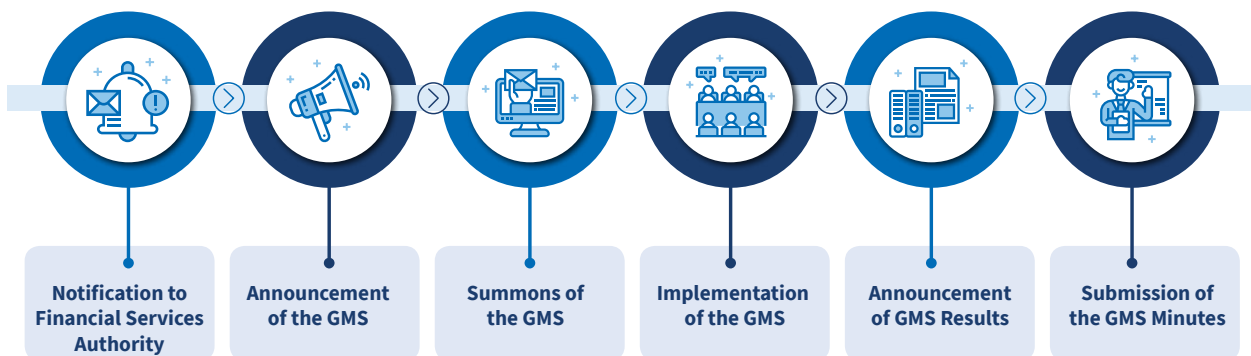 Notification to
Financial Services
Authority
Announcement
of the GMS
Summons of
the GMS
Implementation
of the GMS
Announcement
of GMS Results
Submission of
the GMS Minutes